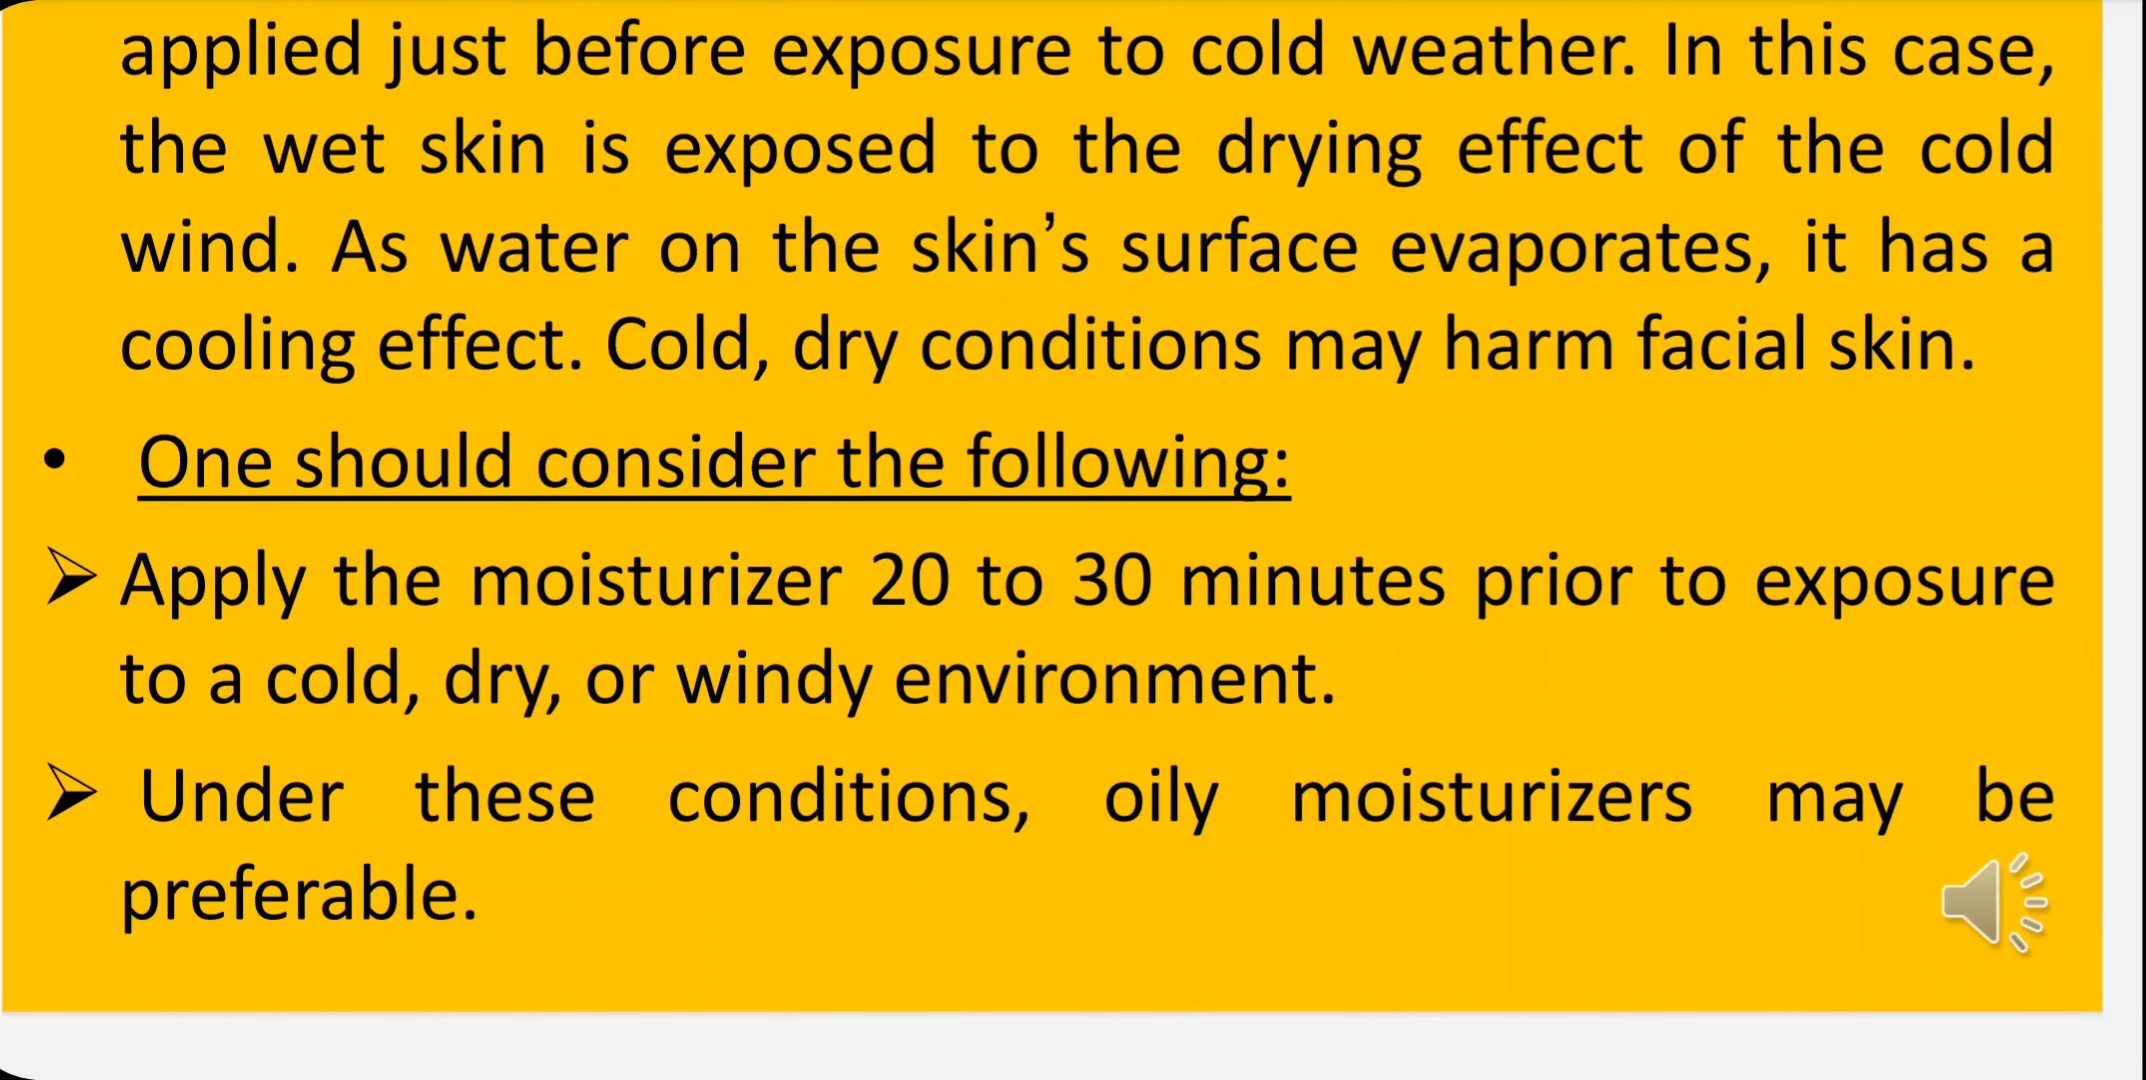 applied just before exposure to cold weather. In this case,
the wet skin is exposed to the drying effect of the cold
wind. As water on the skin’s surface evaporates, it has a
cooling effect. Cold, dry conditions may harm facial skin.
• One should consider the following:
➢ Apply the moisturizer 20 to 30 minutes prior to exposure
to a cold, dry, or windy environment.
➢ Under these conditions, oily moisturizers may be
preferable.